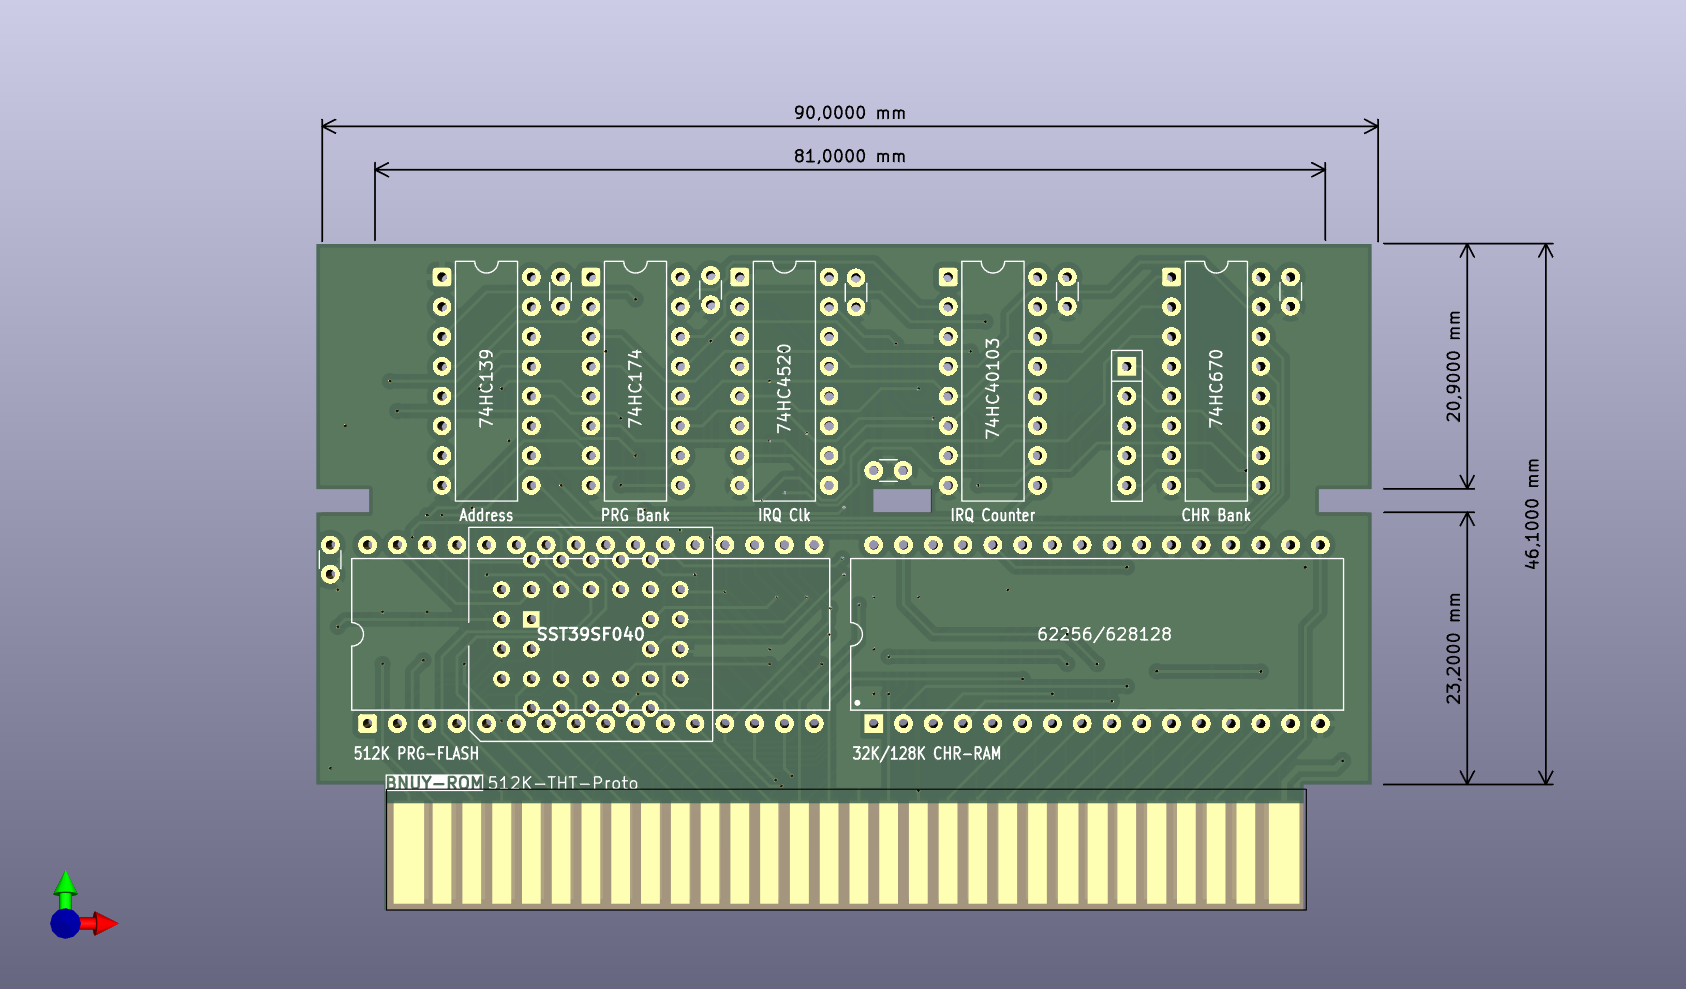 90,0000 mm
81,0000 mm
74HC139
74HC174
74HC4520
74HC40103
74HC670
20,9000 mm
46,1000 mm
Address
PRG Bank
IRQ Clk
IRQ Counter
CHR Bank
SST39SF040
62256/628128
23,2000 mm
512K PRG-FLASH
32K/128K CHR-RAM
BNUY-ROM 512K-THT-Proto